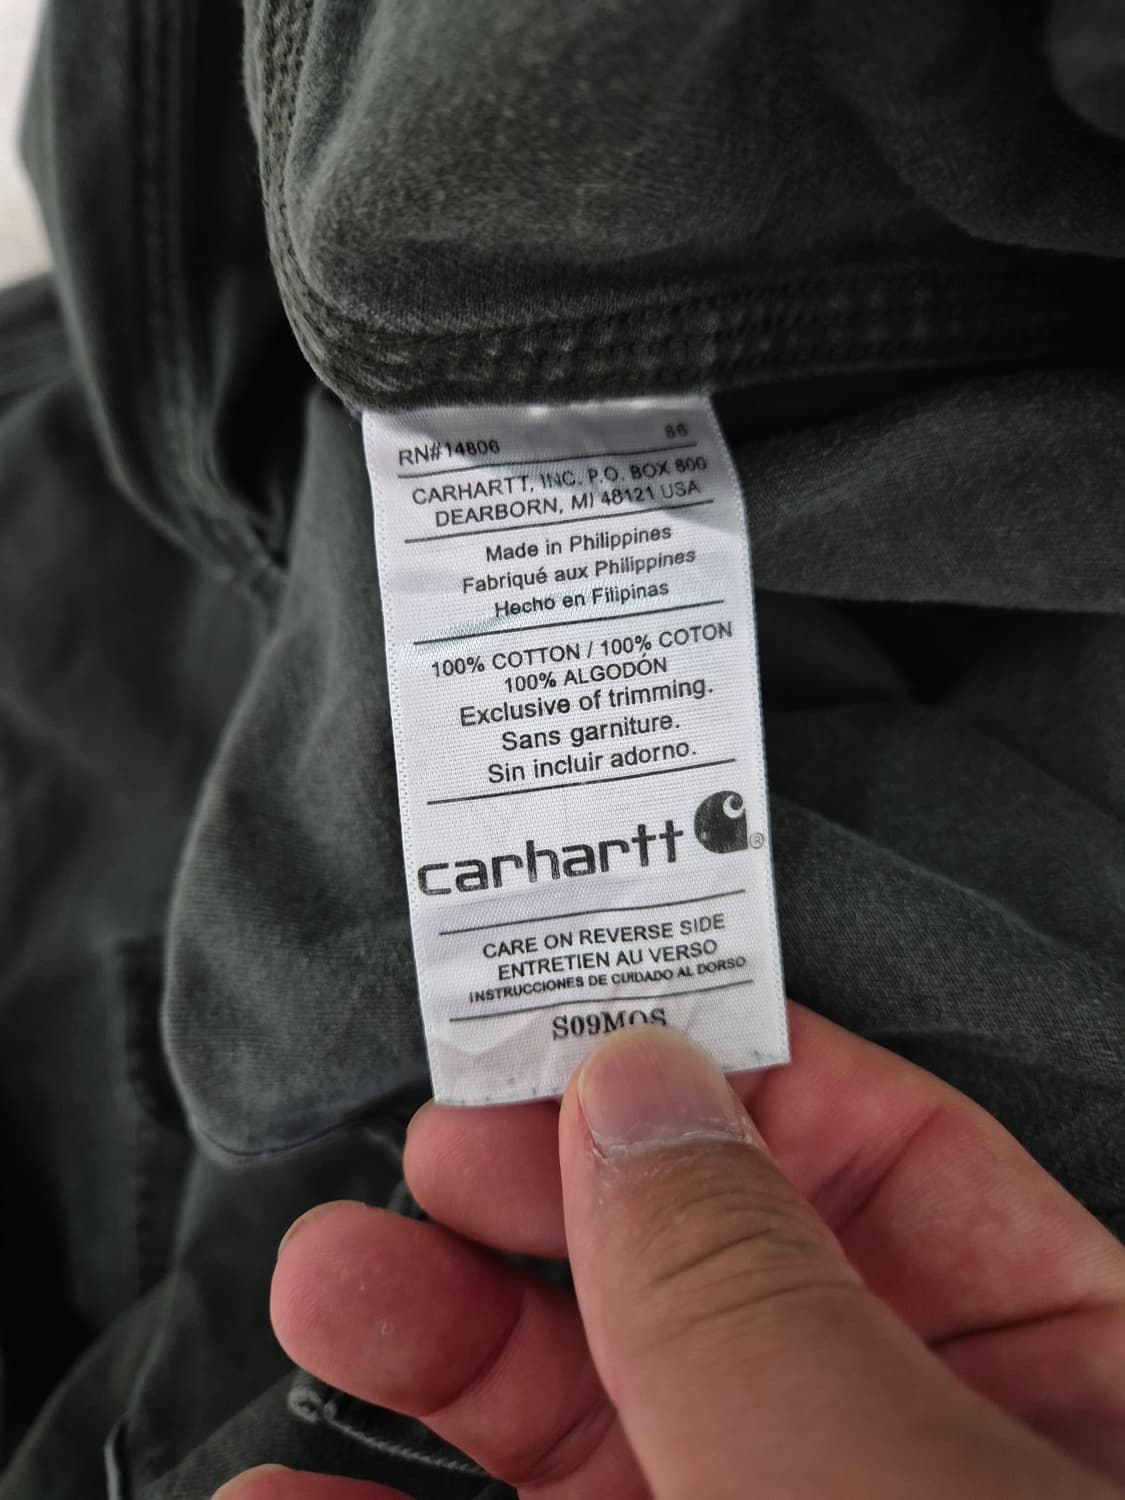 RN#14806 86
CARHARTT, INC. P.O. BOX 600
DEARBORN, MI 48121 USA
Made in Philippines
Fabriqué aux Philippines
Hecho en Filipinas
100% COTTON / 100% COTON
100% ALGODÓN
Exclusive of trimming.
Sans garniture.
Sin incluir adorno.
carhartt ®
CARE ON REVERSE SIDE
ENTRETIEN AU VERSO
INSTRUCCIONES DE CUIDADO AL DORSO
S09MOS